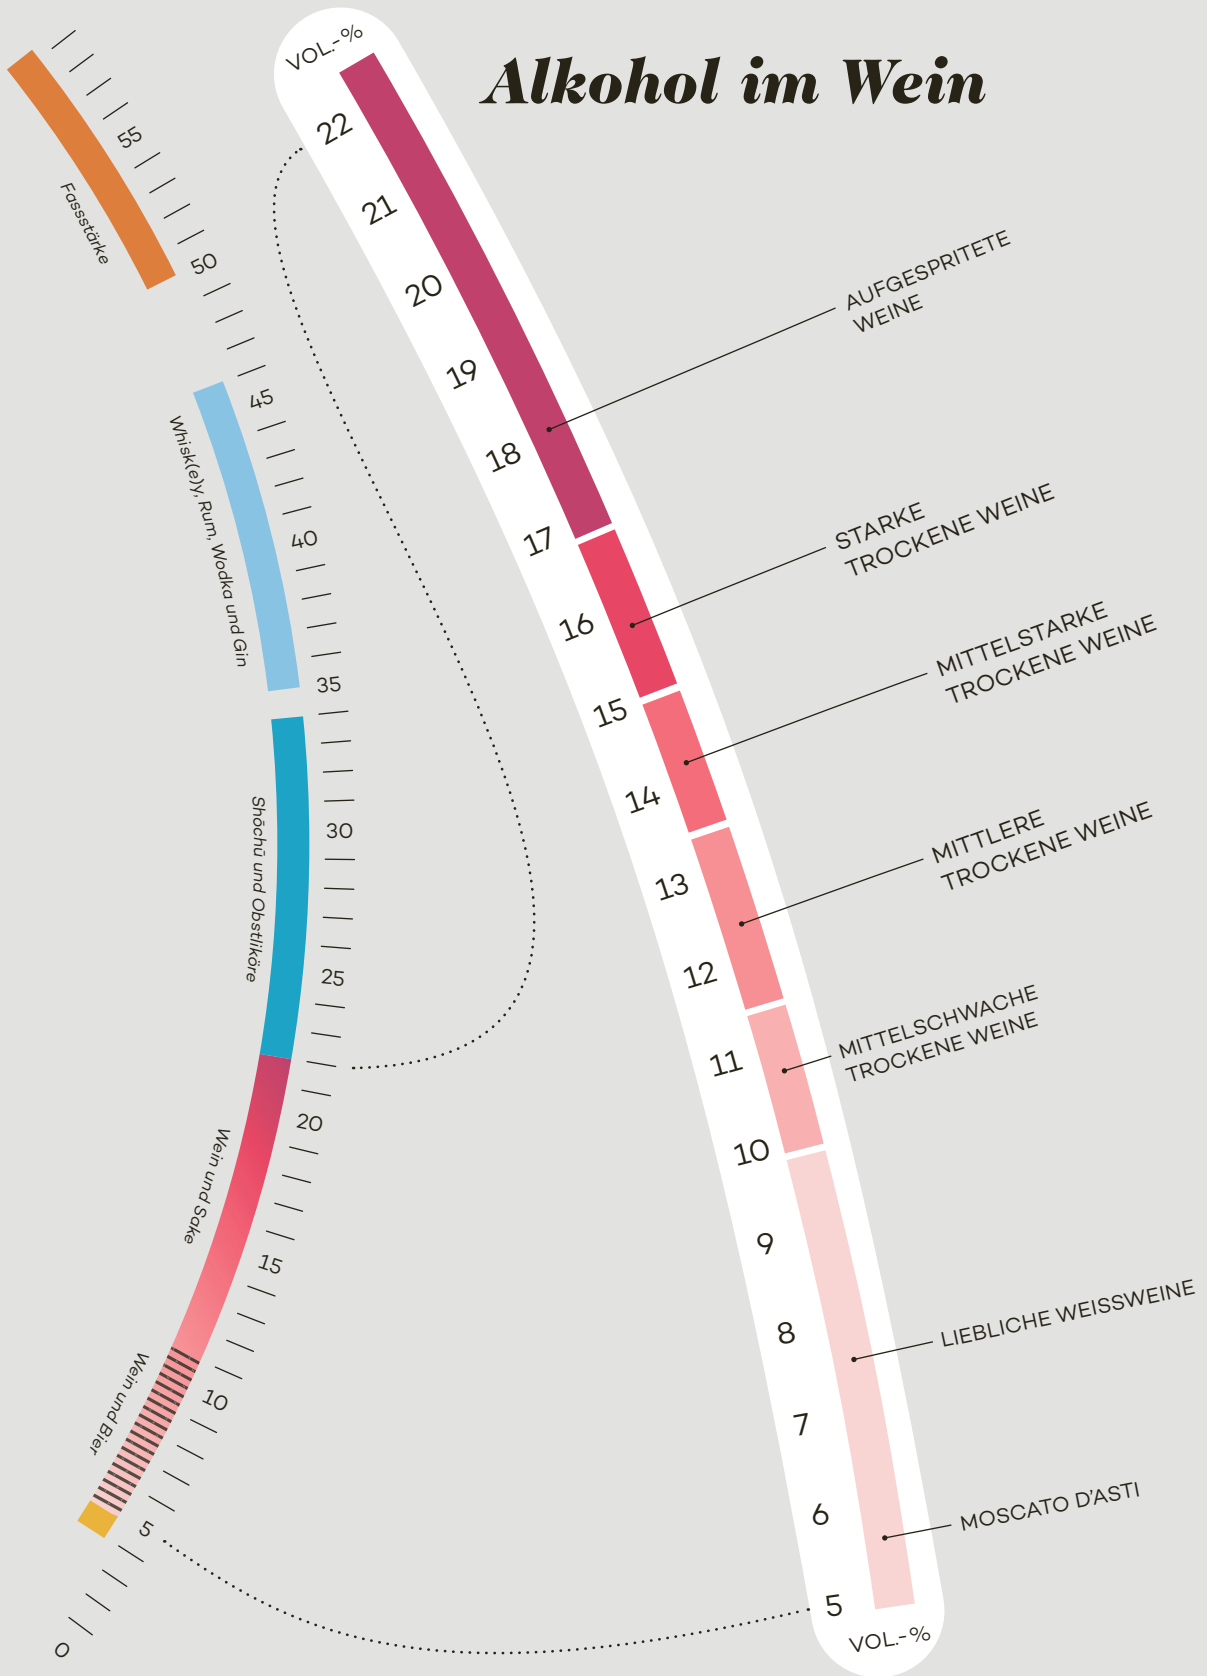 Alkohol im Wein
VOL.-%
22
21
20
19
18
17
16
15
14
13
12
11
10
9
8
7
6
5
VOL.-%
AUFGESPRITETE
WEINE
STARKE
TROCKENE WEINE
MITTELSTARKE
TROCKENE WEINE
MITTLERE
TROCKENE WEINE
MITTELSCHWACHE
TROCKENE WEINE
LIEBLICHE WEISSWEINE
MOSCATO D'ASTI
55
50
45
40
35
30
25
20
15
10
5
0
Fassstärke
Whisk(e)y, Rum, Wodka und Gin
Shōchū und Obstliköre
Wein und Sake
Wein und Bier